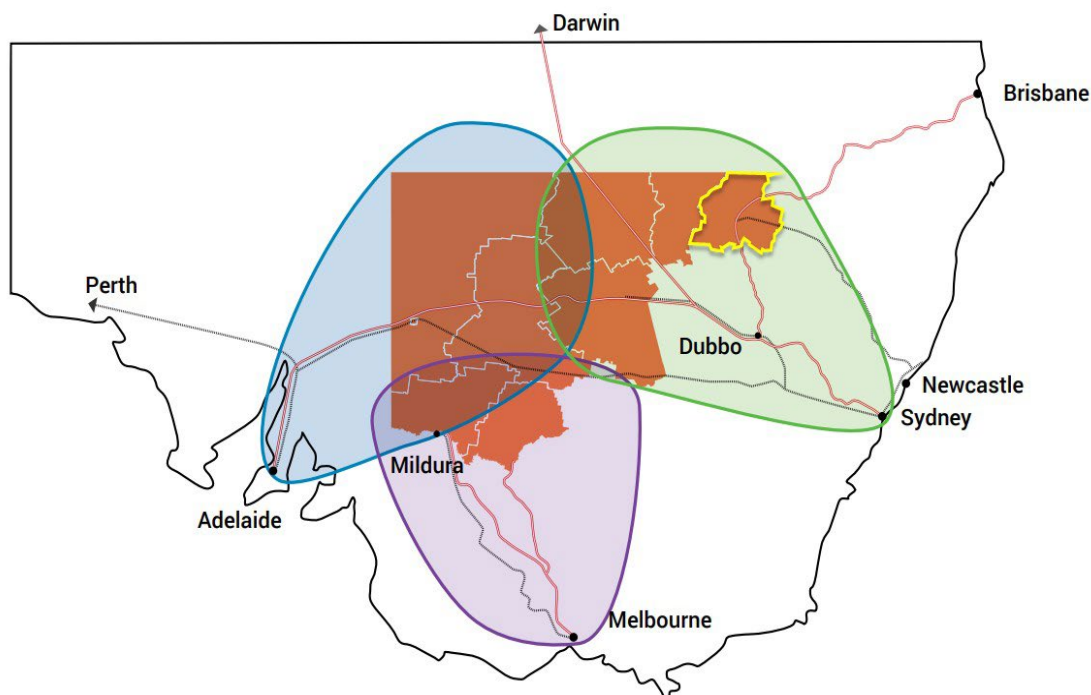 Darwin
Brisbane
Perth
Dubbo
Newcastle
Sydney
Mildura
Adelaide
Melbourne